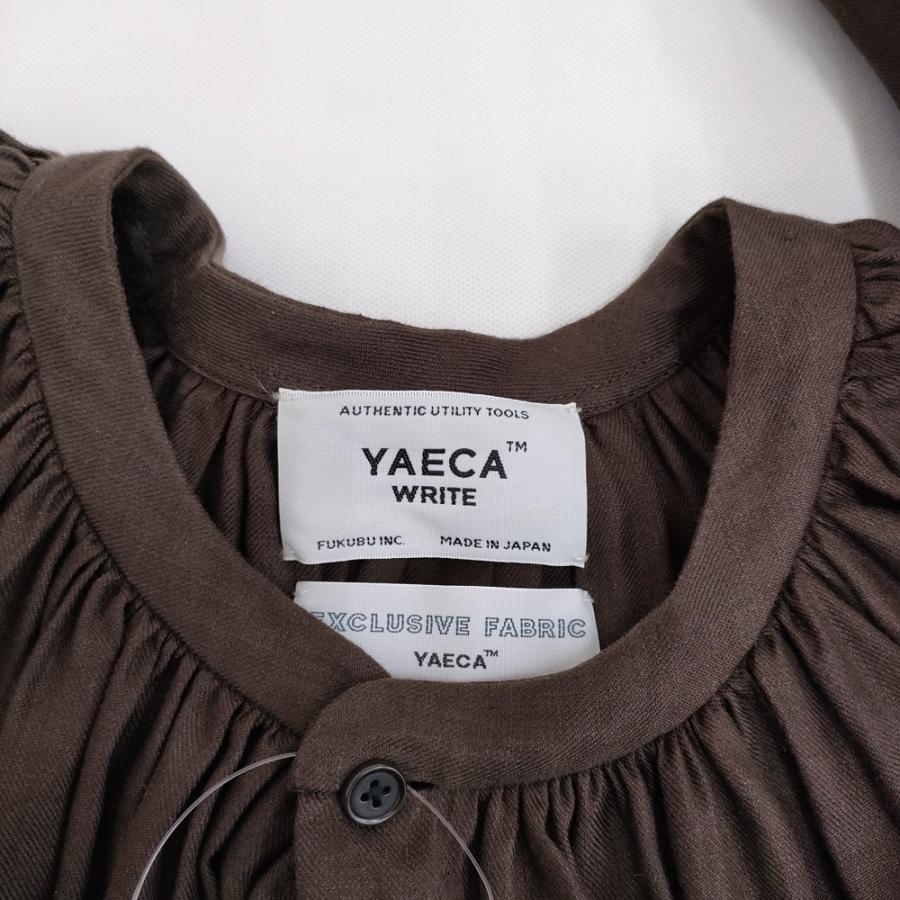 AUTHENTIC UTILITY TOOLS
YAECA™
WRITE
FUKUBU INC. MADE IN JAPAN
EXCLUSIVE FABRIC
YAECA™